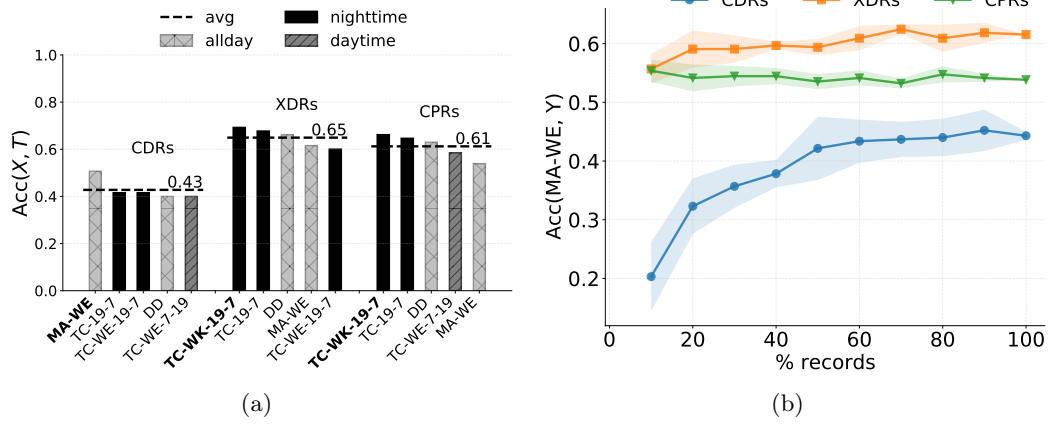 avg
nighttime
allday
daytime
1.0
0.8
0.6
0.4
0.2
0.0
Acc(X, T)
CDRs
XDRs
CPRs
0.43
0.65
0.61
MA-WE
TC-19-7
TC-WE-19-7
DD
TC-WE-7-19
TC-WK-19-7
TC-19-7
DD
MA-WE
TC-WE-19-7
TC-WK-19-7
TC-19-7
DD
TC-WE-7-19
MA-WE
(a)
CDRs XDRs CPRs
0.6
0.5
0.4
0.3
0.2
Acc(MA-WE, Y)
0 20 40 60 80 100
% records
(b)